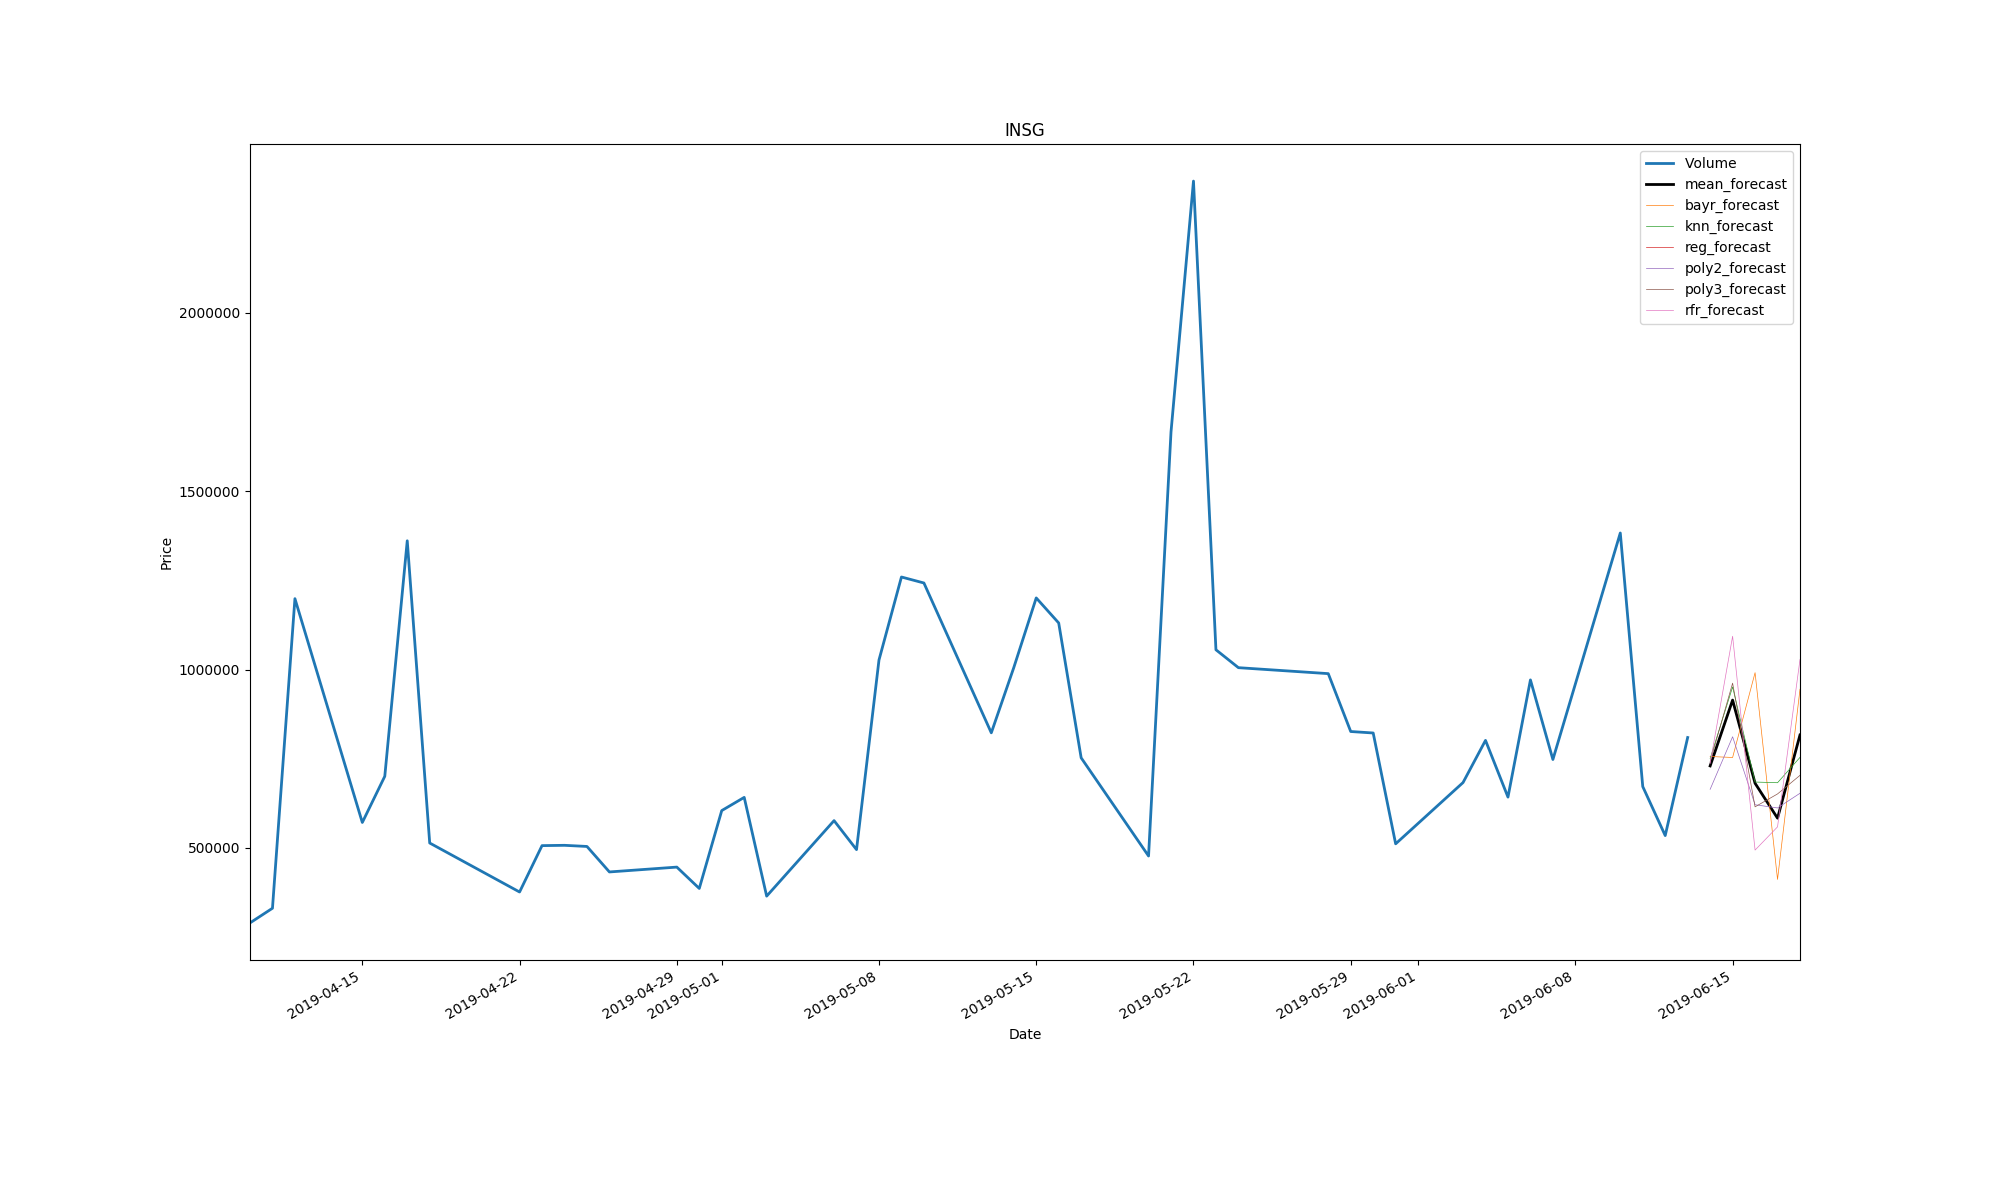 INSG
Volume
mean_forecast
bayr_forecast
knn_forecast
reg_forecast
poly2_forecast
poly3_forecast
rfr_forecast
2000000
1500000
1000000
500000
Price
2019-04-15
2019-04-22
2019-04-29
2019-05-01
2019-05-08
2019-05-15
2019-05-22
2019-05-29
2019-06-01
2019-06-08
2019-06-15
Date